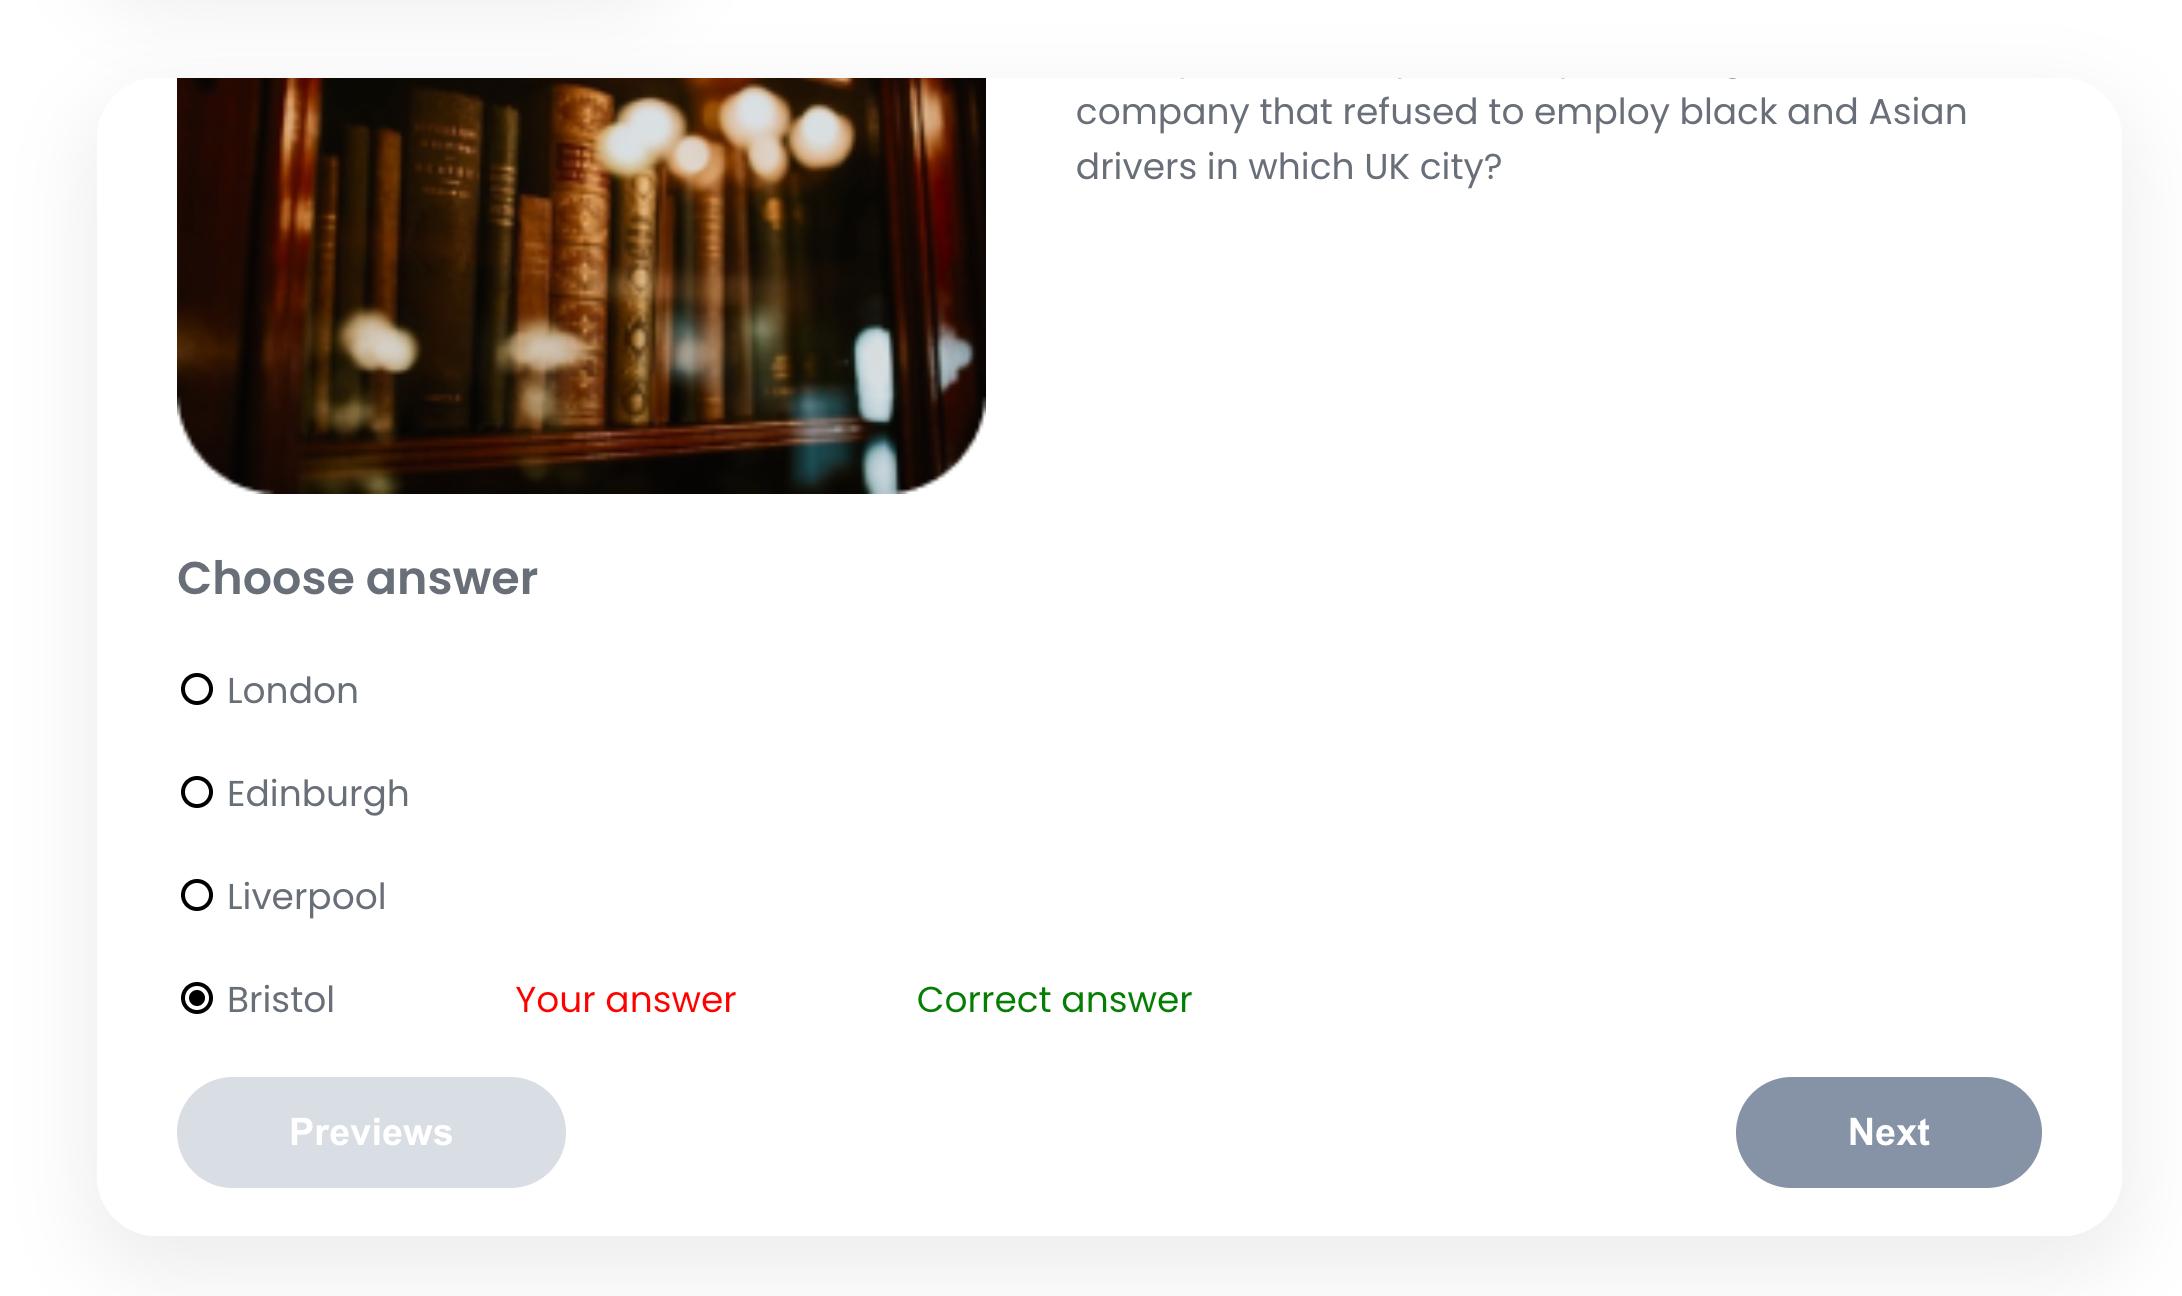 company that refused to employ black and Asian
drivers in which UK city?
Choose answer
London
Edinburgh
Liverpool
Bristol Your answer Correct answer
Previews Next